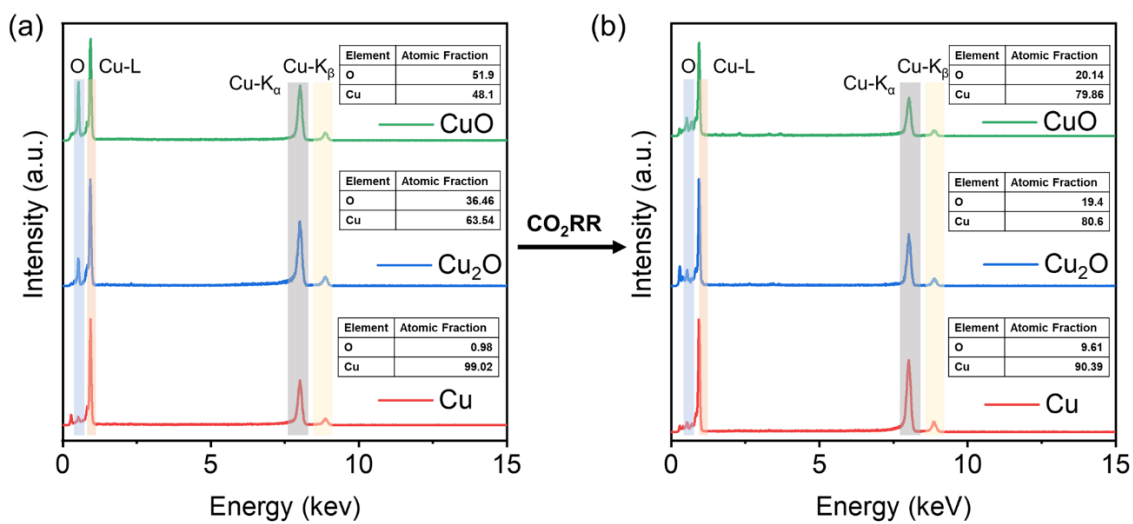 (a)
Intensity (a.u.)
O
Cu-L
Cu-Kα
Cu-Kβ
Element Atomic Fraction
O 51.9
Cu 48.1
CuO
Element Atomic Fraction
O 36.46
Cu 63.54
Cu₂O
Element Atomic Fraction
O 0.98
Cu 99.02
Cu
0 5 10 15
Energy (kev)
CO₂RR
(b)
Intensity (a.u.)
O
Cu-L
Cu-Kα
Cu-Kβ
Element Atomic Fraction
O 20.14
Cu 79.86
CuO
Element Atomic Fraction
O 19.4
Cu 80.6
Cu₂O
Element Atomic Fraction
O 9.61
Cu 90.39
Cu
0 5 10 15
Energy (keV)